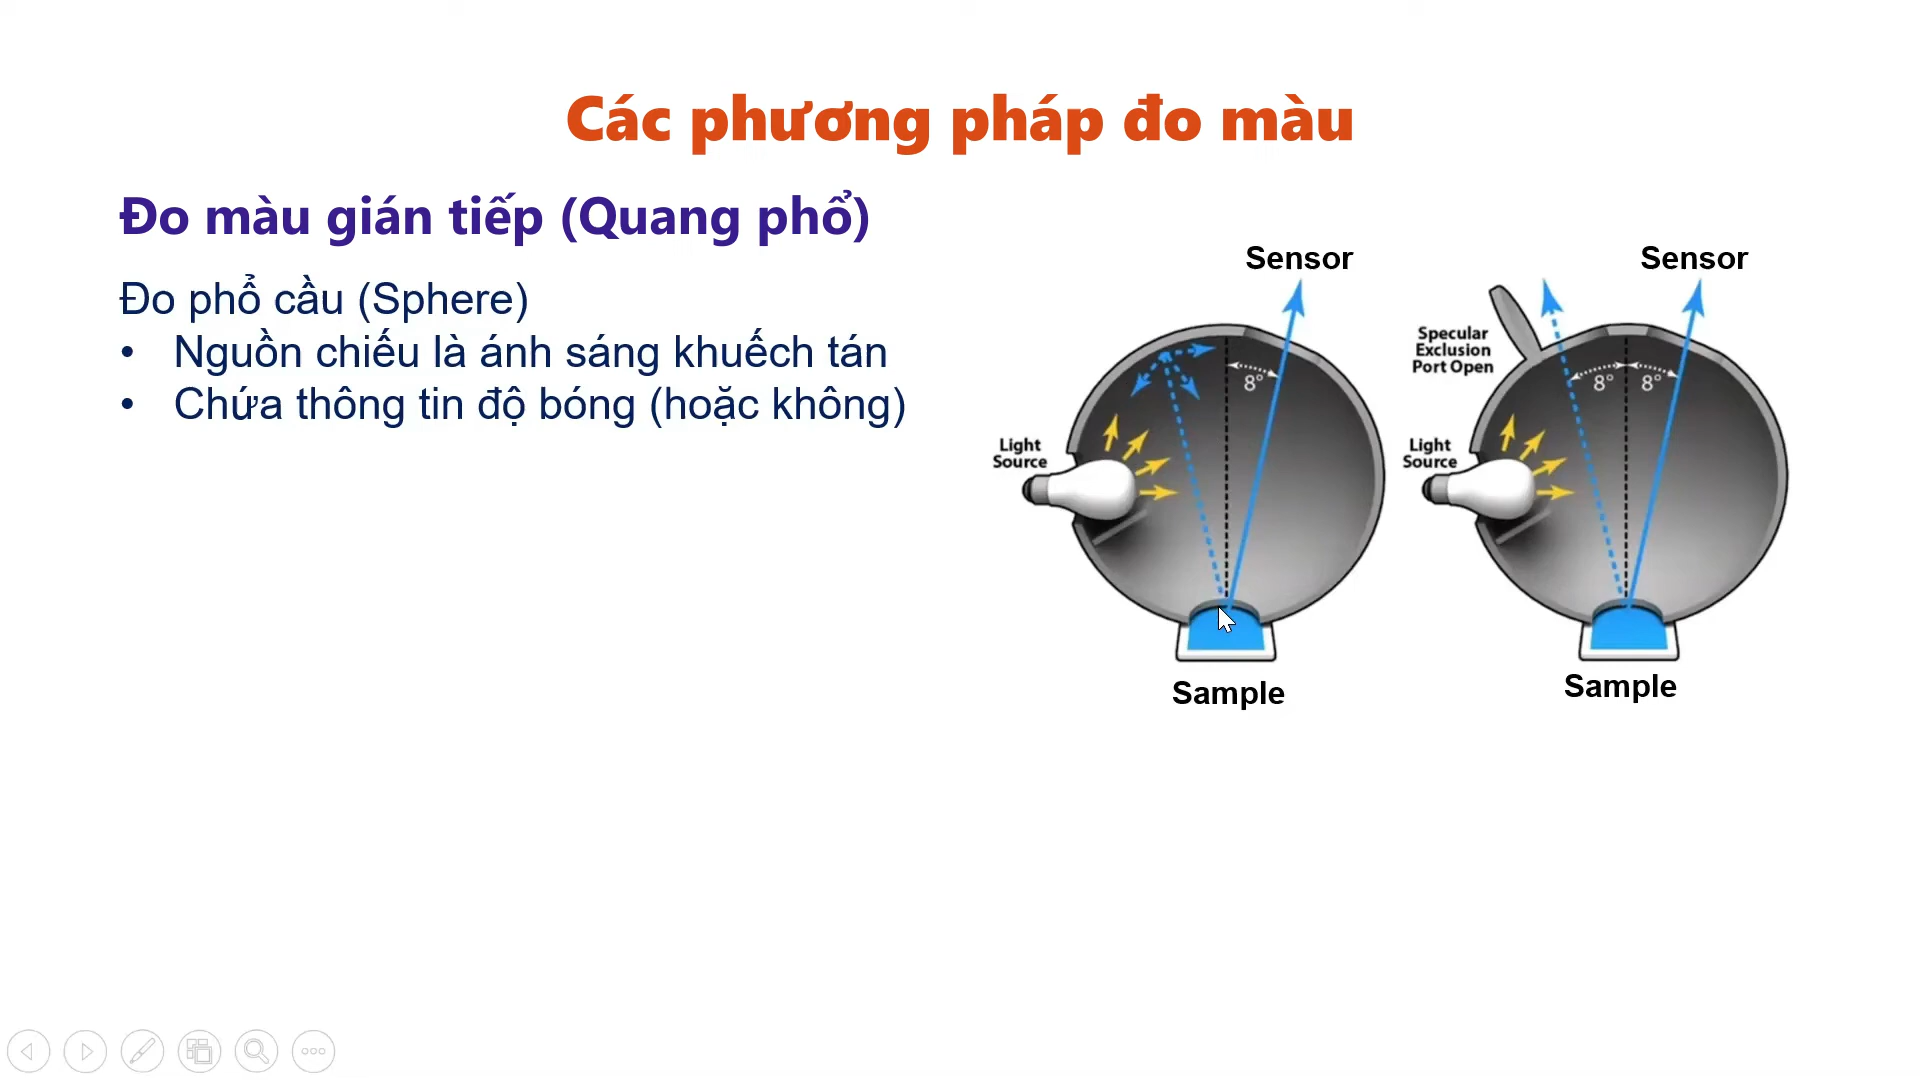 Các phương pháp đo màu
Đo màu gián tiếp (Quang phổ)
Đo phổ cầu (Sphere)
• Nguồn chiếu là ánh sáng khuếch tán
• Chứa thông tin độ bóng (hoặc không)
Sensor
8°
Light
Source
Sample
Sensor
Specular
Exclusion
Port Open
8° 8°
Light
Source
Sample